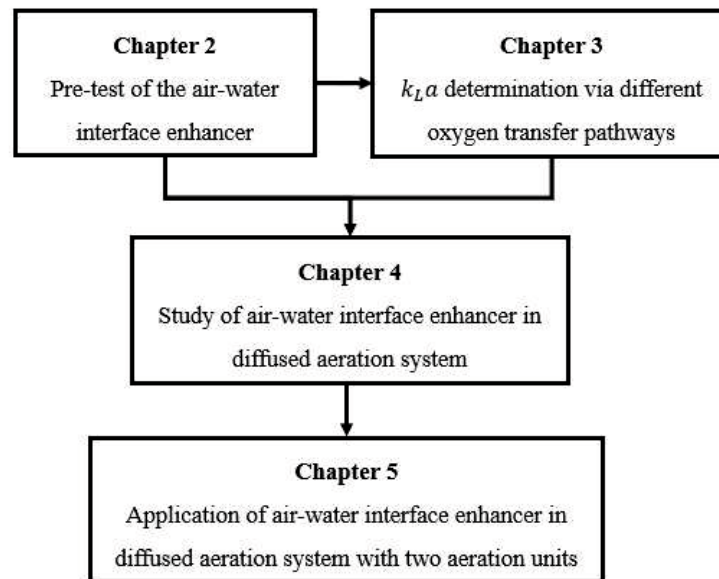 Chapter 2
Pre-test of the air-water
interface enhancer
Chapter 3
k_L a determination via different
oxygen transfer pathways
Chapter 4
Study of air-water interface enhancer in
diffused aeration system
Chapter 5
Application of air-water interface enhancer in
diffused aeration system with two aeration units